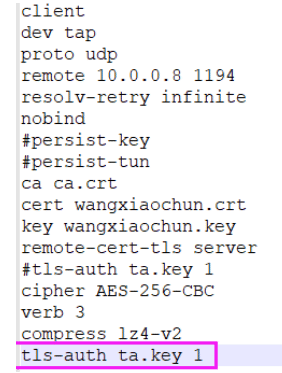 client
dev tap
proto udp
remote 10.0.0.8 1194
resolv-retry infinite
nobind
#persist-key
#persist-tun
ca ca.crt
cert wangxiaochun.crt
key wangxiaochun.key
remote-cert-tls server
#tls-auth ta.key 1
cipher AES-256-CBC
verb 3
compress lz4-v2
tls-auth ta.key 1